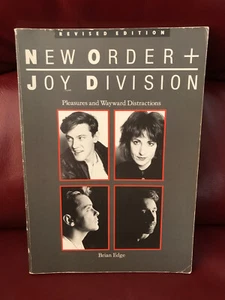 REVISED EDITION
NEW ORDER +
JOY DIVISION
Pleasures and Wayward Distractions
Brian Edge